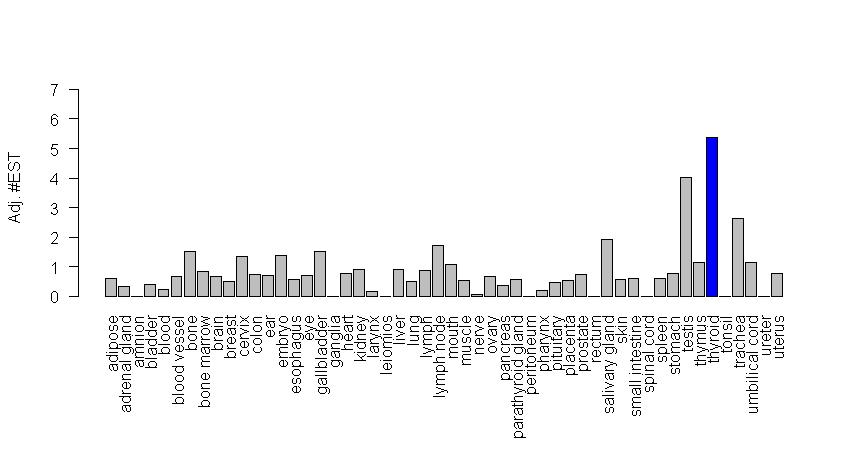 7
6
5
4
3
2
1
0
Adj. #EST
adipose
adrenal gland
amnion
bladder
blood
blood vessel
bone
bone marrow
brain
breast
cervix
colon
ear
embryo
esophagus
eye
gallbladder
ganglia
heart
kidney
larynx
leiomios
liver
lung
lymph
lymph node
mouth
muscle
nerve
ovary
pancreas
parathyroid gland
peritoneum
pharynx
pituitary
placenta
prostate
rectum
salivary gland
skin
small intestine
spinal cord
spleen
stomach
testis
thymus
thyroid
tonsil
trachea
umbilical cord
ureter
uterus